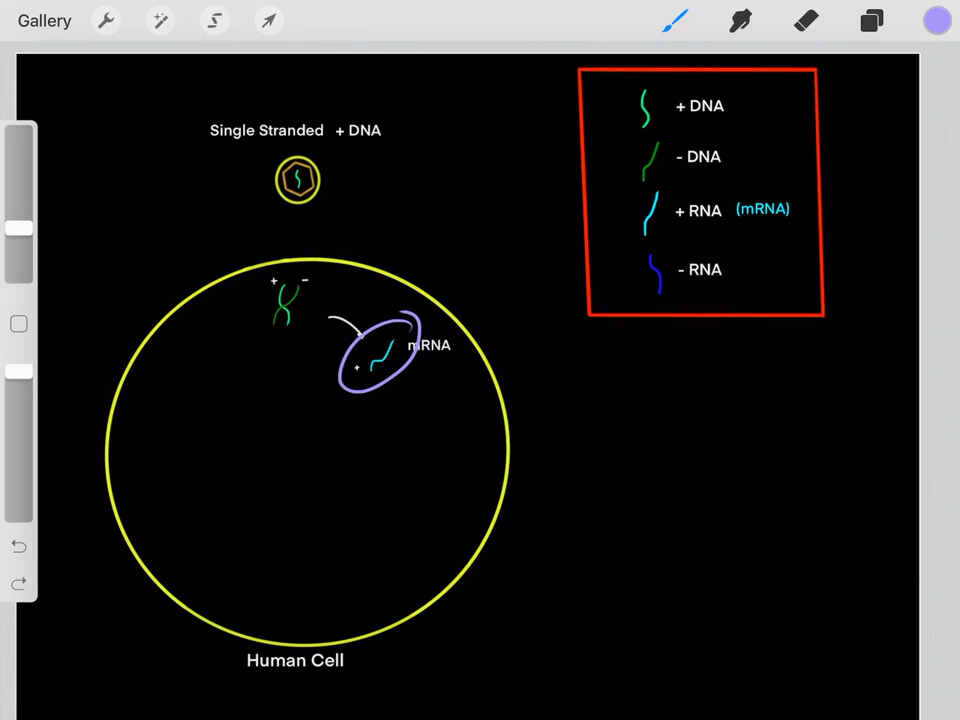 Gallery
Single Stranded + DNA
+ DNA
- DNA
+ RNA (mRNA)
- RNA
+ -
mRNA
+
Human Cell